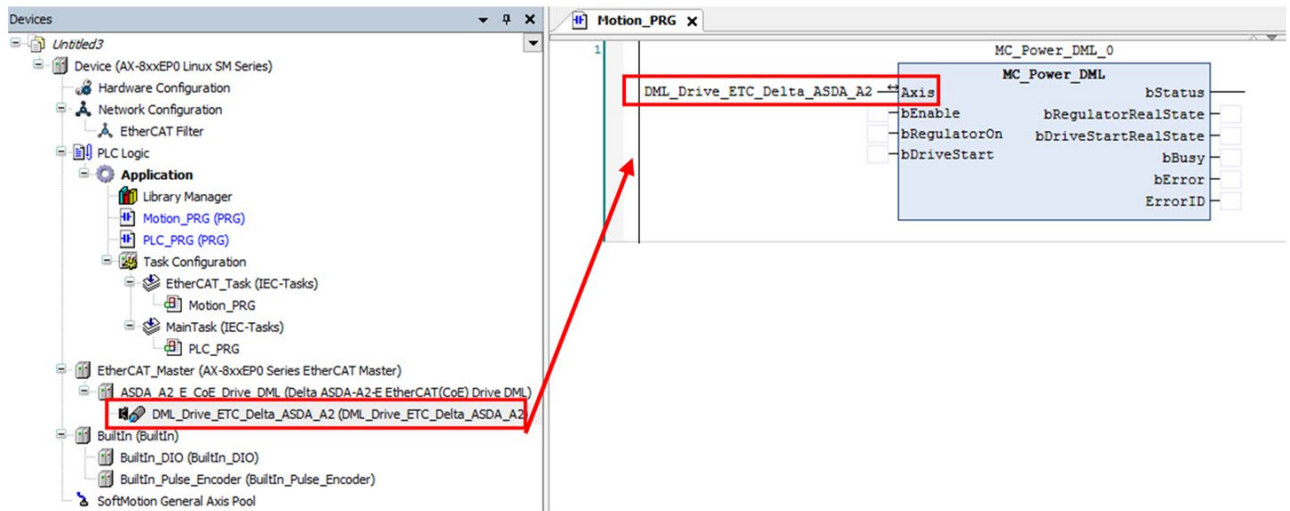 Devices
Untitled3
Device (AX-8xxEP0 Linux SM Series)
Hardware Configuration
Network Configuration
EtherCAT Filter
PLC Logic
Application
Library Manager
Motion_PRG (PRG)
PLC_PRG (PRG)
Task Configuration
EtherCAT_Task (IEC-Tasks)
Motion_PRG
MainTask (IEC-Tasks)
PLC_PRG
EtherCAT_Master (AX-8xxEP0 Series EtherCAT Master)
ASDA_A2_E_CoE_Drive_DML (Delta ASDA-A2-E EtherCAT(CoE) Drive DML)
DML_Drive_ETC_Delta_ASDA_A2 (DML_Drive_ETC_Delta_ASDA_A2
BuiltIn (BuiltIn)
BuiltIn_DIO (BuiltIn_DIO)
BuiltIn_Pulse_Encoder (BuiltIn_Pulse_Encoder)
SoftMotion General Axis Pool
Motion_PRG X
1
MC_Power_DML_0
MC_Power_DML
DML_Drive_ETC_Delta_ASDA_A2 Axis bStatus
bEnable bRegulatorRealState
bRegulatorOn bDriveStartRealState
bDriveStart bBusy
bError
ErrorID